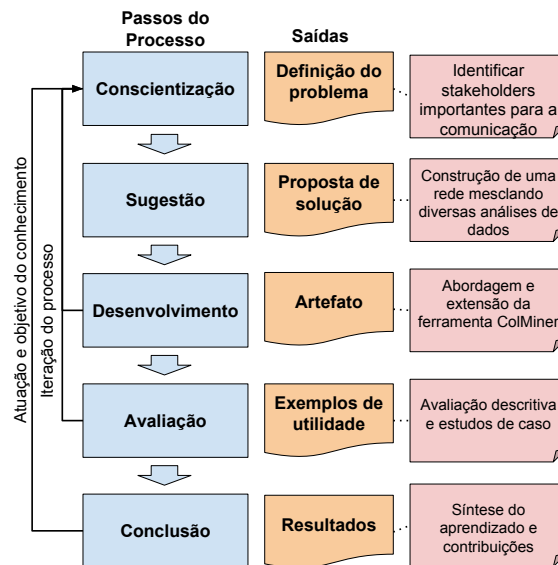 Passos do
Processo
Saídas
Conscientização
Definição do
problema
Identificar
stakeholders
importantes para a
comunicação
Sugestão
Proposta de
solução
Construção de uma
rede mesclando
diversas análises de
dados
Desenvolvimento
Artefato
Abordagem e
extensão da
ferramenta ColMiner
Avaliação
Exemplos de
utilidade
Avaliação descritiva
e estudos de caso
Conclusão
Resultados
Síntese do
aprendizado e
contribuições
Atuação e objetivo do conhecimento
Iteração do processo